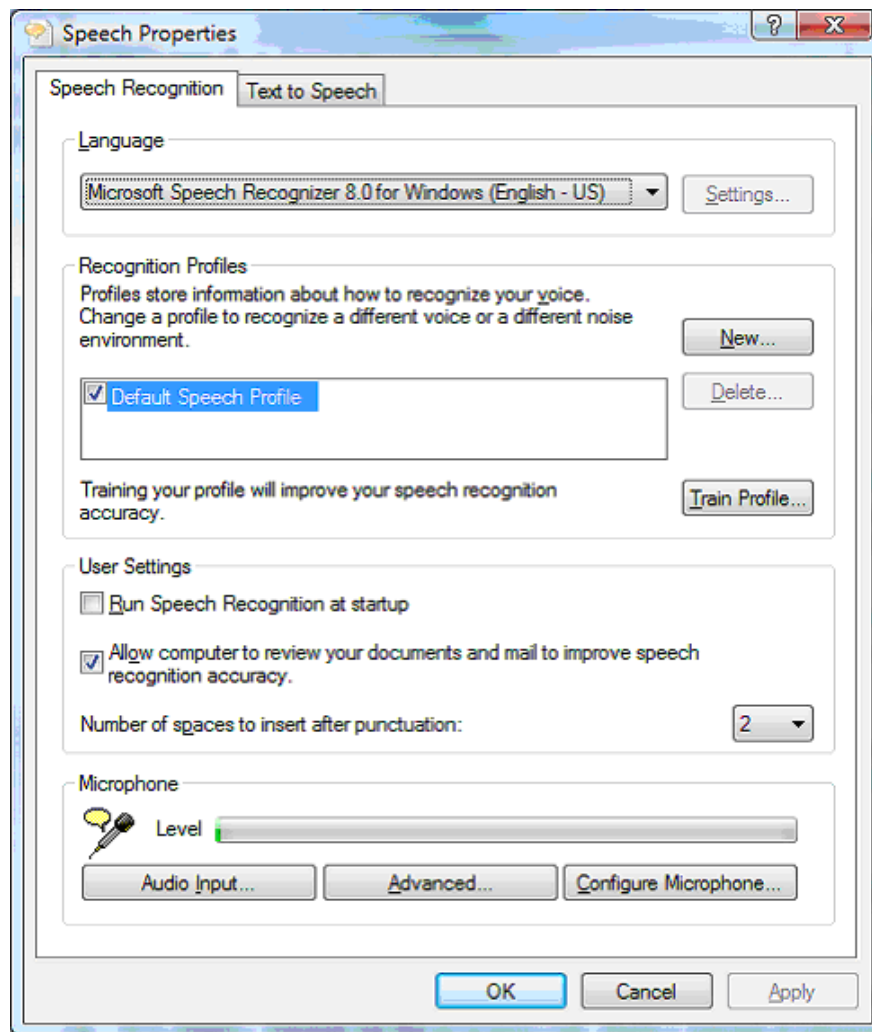 Speech Properties
Speech Recognition
Text to Speech
Language
Microsoft Speech Recognizer 8.0 for Windows (English - US)
Settings...
Recognition Profiles
Profiles store information about how to recognize your voice.
Change a profile to recognize a different voice or a different noise
environment.
New...
Default Speech Profile
Delete...
Training your profile will improve your speech recognition
accuracy.
Train Profile...
User Settings
Run Speech Recognition at startup
Allow computer to review your documents and mail to improve speech
recognition accuracy.
Number of spaces to insert after punctuation:
2
Microphone
Level
Audio Input...
Advanced...
Configure Microphone...
OK
Cancel
Apply